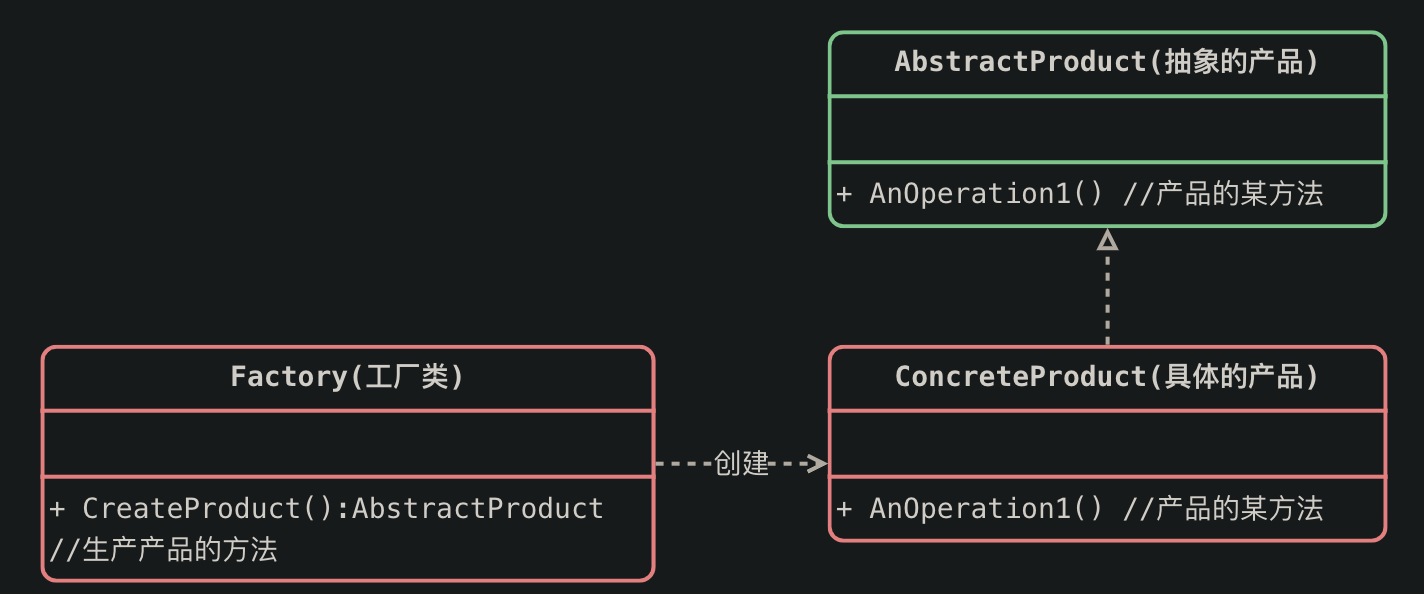 AbstractProduct(抽象的产品)
+ AnOperation1() //产品的某方法
Factory(工厂类)
+ CreateProduct():AbstractProduct
//生产产品的方法
创建
ConcreteProduct(具体的产品)
+ AnOperation1() //产品的某方法